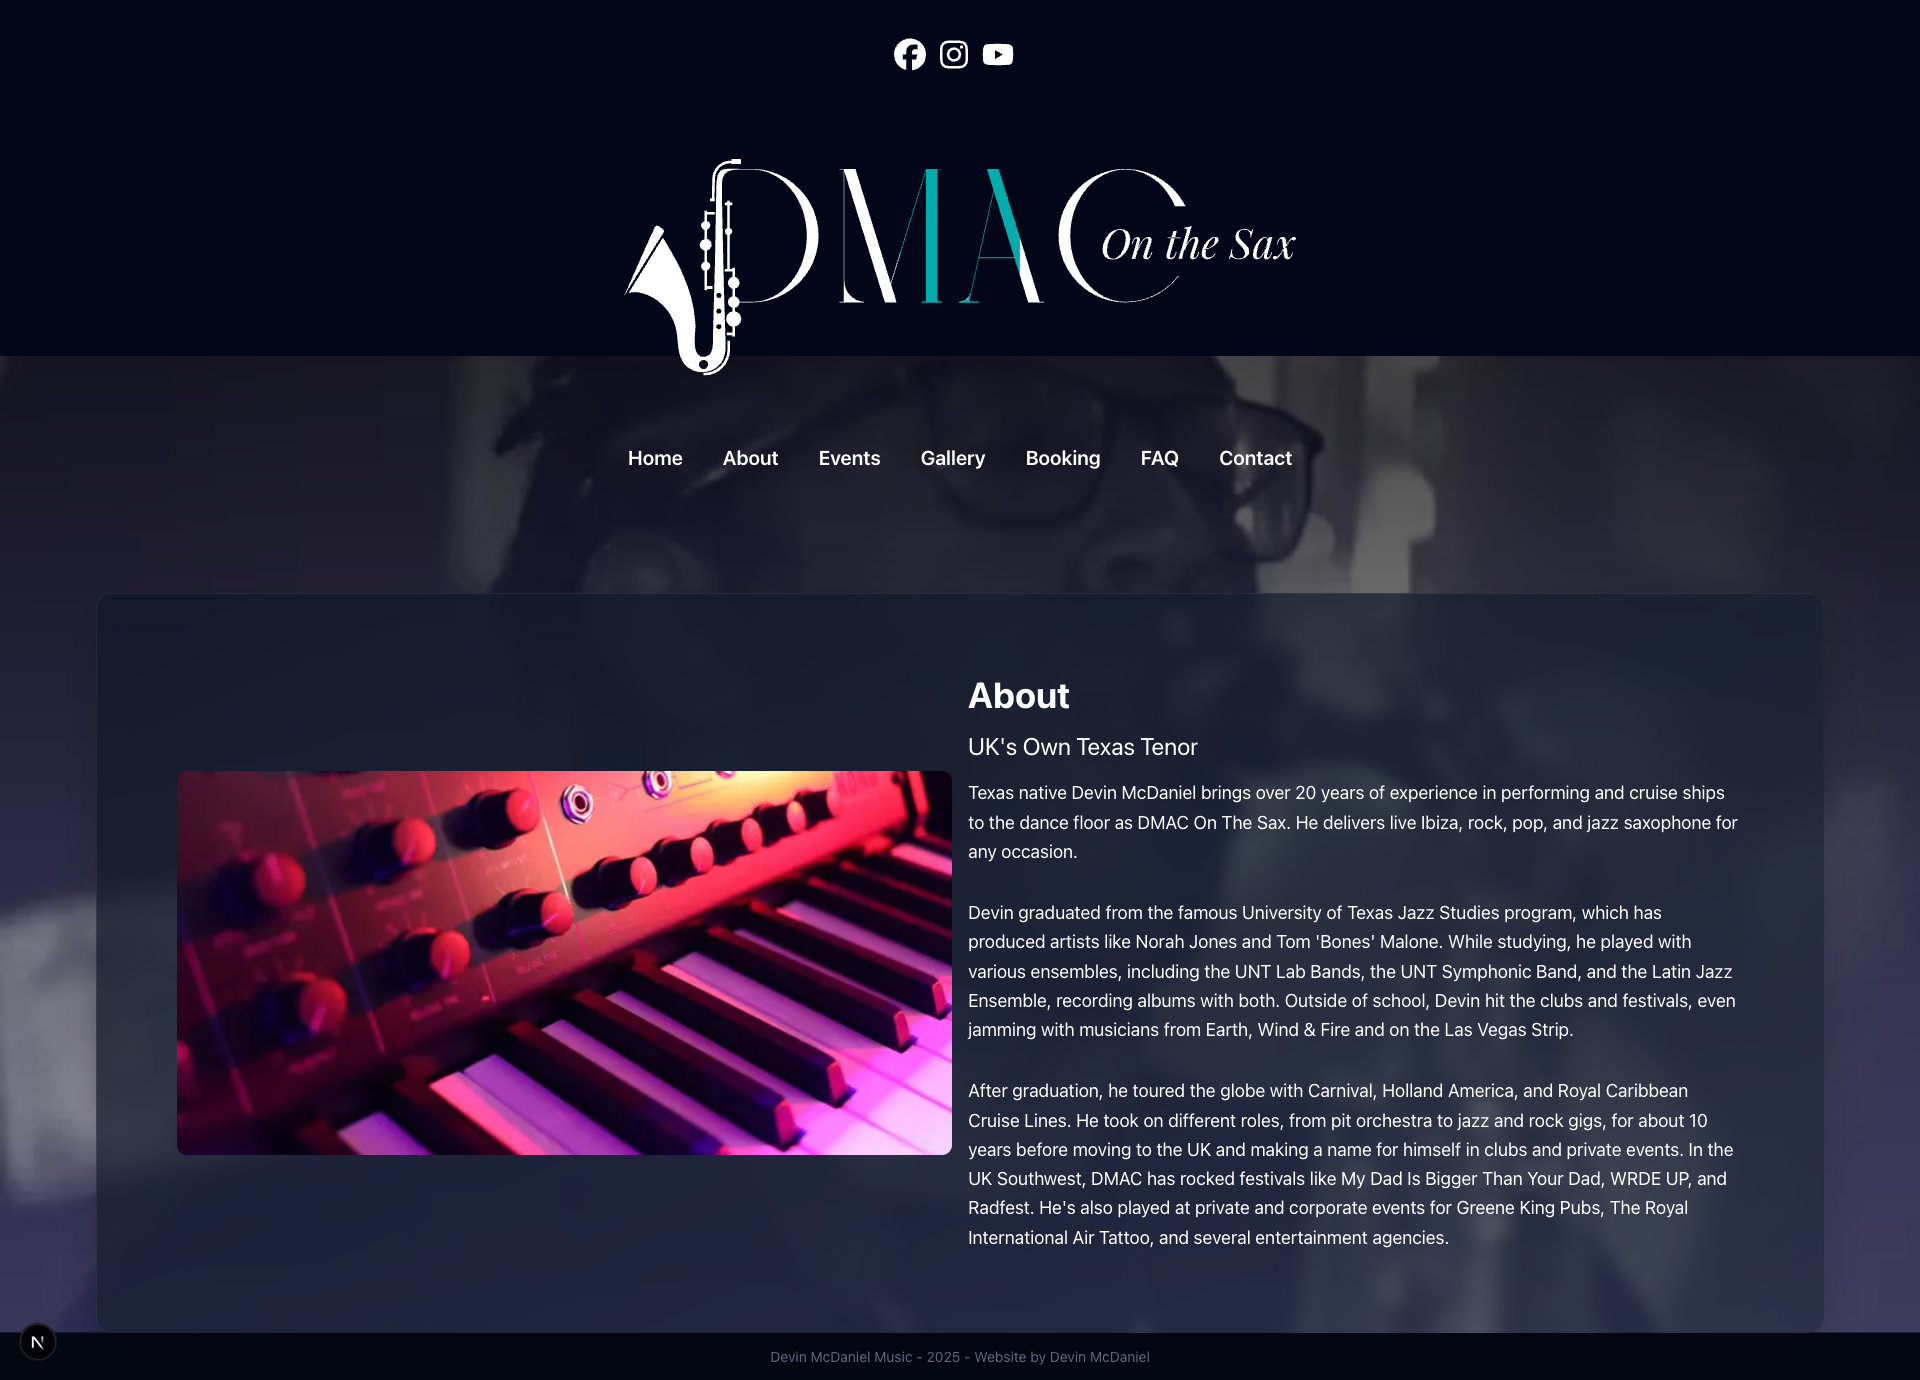 DMAC
On the Sax
Home About Events Gallery Booking FAQ Contact
About
UK's Own Texas Tenor
Texas native Devin McDaniel brings over 20 years of experience in performing and cruise ships
to the dance floor as DMAC On The Sax. He delivers live Ibiza, rock, pop, and jazz saxophone for
any occasion.
Devin graduated from the famous University of Texas Jazz Studies program, which has
produced artists like Norah Jones and Tom 'Bones' Malone. While studying, he played with
various ensembles, including the UNT Lab Bands, the UNT Symphonic Band, and the Latin Jazz
Ensemble, recording albums with both. Outside of school, Devin hit the clubs and festivals, even
jamming with musicians from Earth, Wind & Fire and on the Las Vegas Strip.
After graduation, he toured the globe with Carnival, Holland America, and Royal Caribbean
Cruise Lines. He took on different roles, from pit orchestra to jazz and rock gigs, for about 10
years before moving to the UK and making a name for himself in clubs and private events. In the
UK Southwest, DMAC has rocked festivals like My Dad Is Bigger Than Your Dad, WRDE UP, and
Radfest. He's also played at private and corporate events for Greene King Pubs, The Royal
International Air Tattoo, and several entertainment agencies.
N
Devin McDaniel Music - 2025 - Website by Devin McDaniel